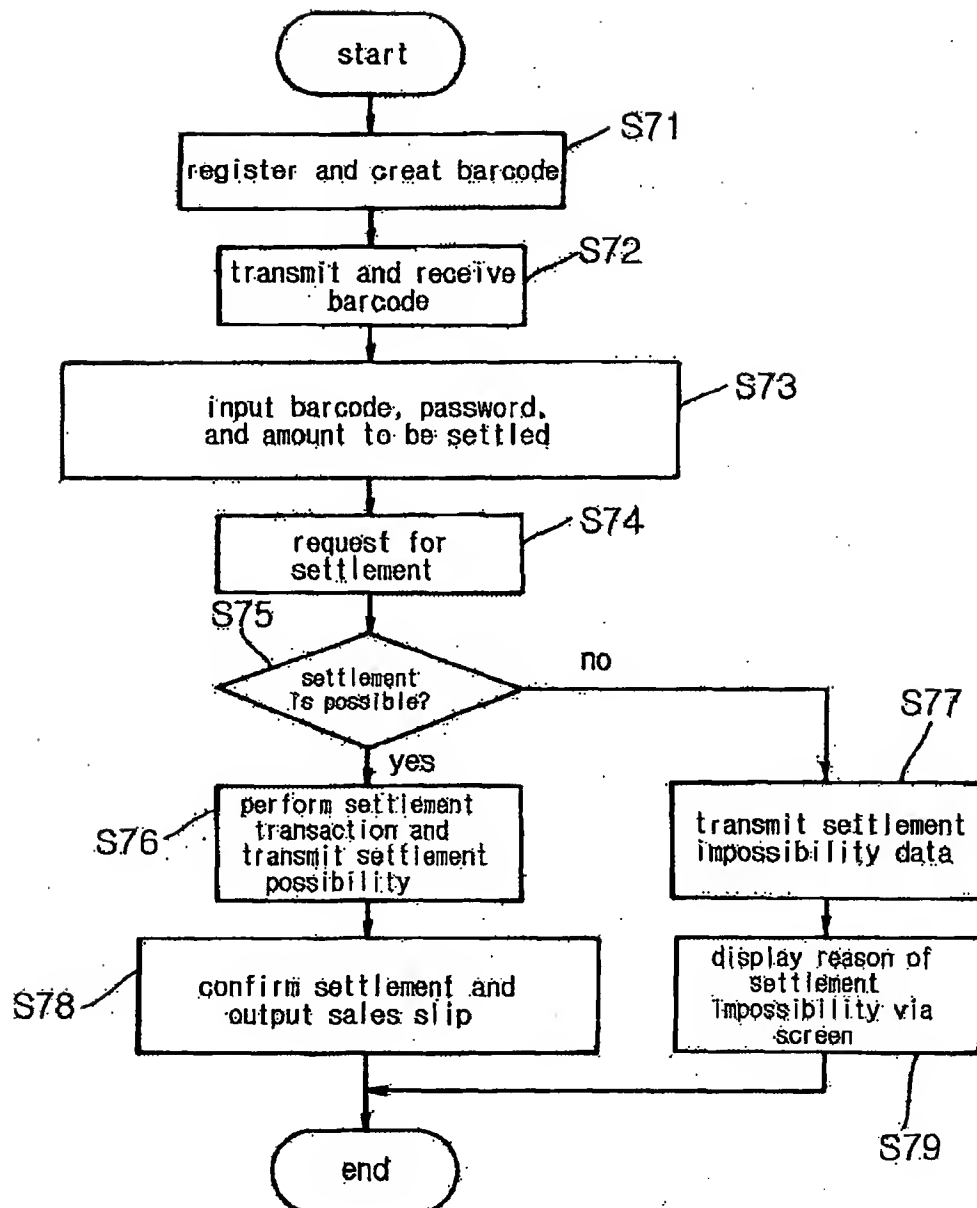 start
S71
register and creat barcode
S72
transmit and receive
barcode
S73
input barcode, password,
and amount to be settled
S74
request for
settlement
S75
settlement
is possible?
no
yes
S77
S76
perform settlement
transaction and
transmit settlement
possibility
transmit settlement
impossibility data
S78
confirm settlement and
output sales slip
display reason of
settlement
impossibility via
screen
S79
end